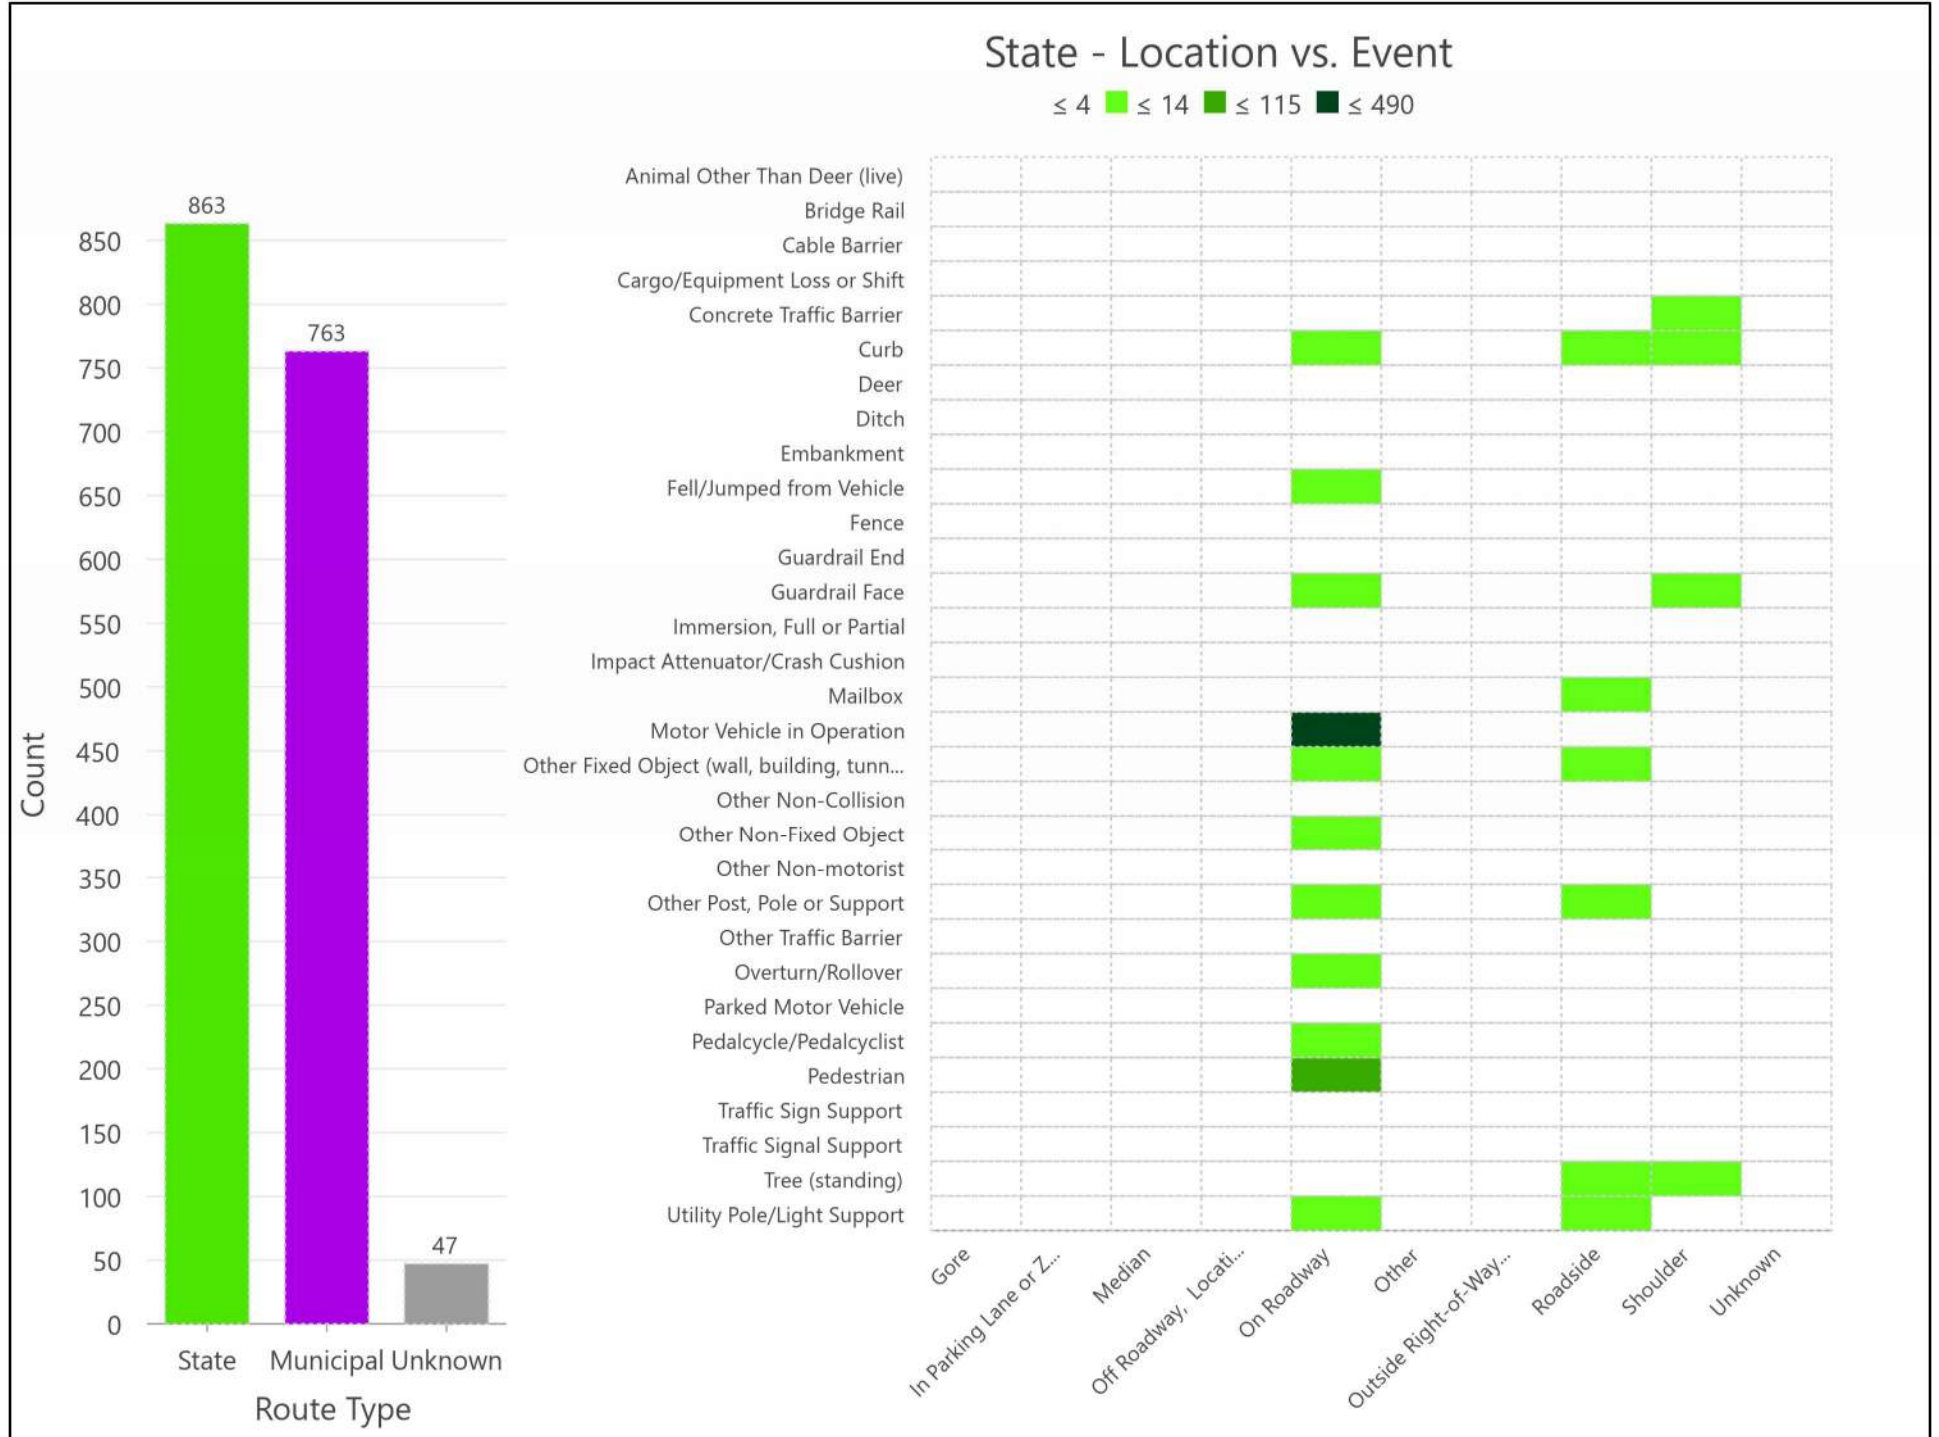 State - Location vs. Event
≤ 4 ≤ 14 ≤ 115 ≤ 490
863
763
47
850
800
750
700
650
600
550
500
450
400
350
300
250
200
150
100
50
0
Count
State Municipal Unknown
Route Type
Animal Other Than Deer (live)
Bridge Rail
Cable Barrier
Cargo/Equipment Loss or Shift
Concrete Traffic Barrier
Curb
Deer
Ditch
Embankment
Fell/Jumped from Vehicle
Fence
Guardrail End
Guardrail Face
Immersion, Full or Partial
Impact Attenuator/Crash Cushion
Mailbox
Motor Vehicle in Operation
Other Fixed Object (wall, building, tunn...
Other Non-Collision
Other Non-Fixed Object
Other Non-motorist
Other Post, Pole or Support
Other Traffic Barrier
Overturn/Rollover
Parked Motor Vehicle
Pedalcycle/Pedalcyclist
Pedestrian
Traffic Sign Support
Traffic Signal Support
Tree (standing)
Utility Pole/Light Support
Gore
In Parking Lane or Z...
Median
Off Roadway, Locati...
On Roadway
Other
Outside Right-of-Way...
Roadside
Shoulder
Unknown